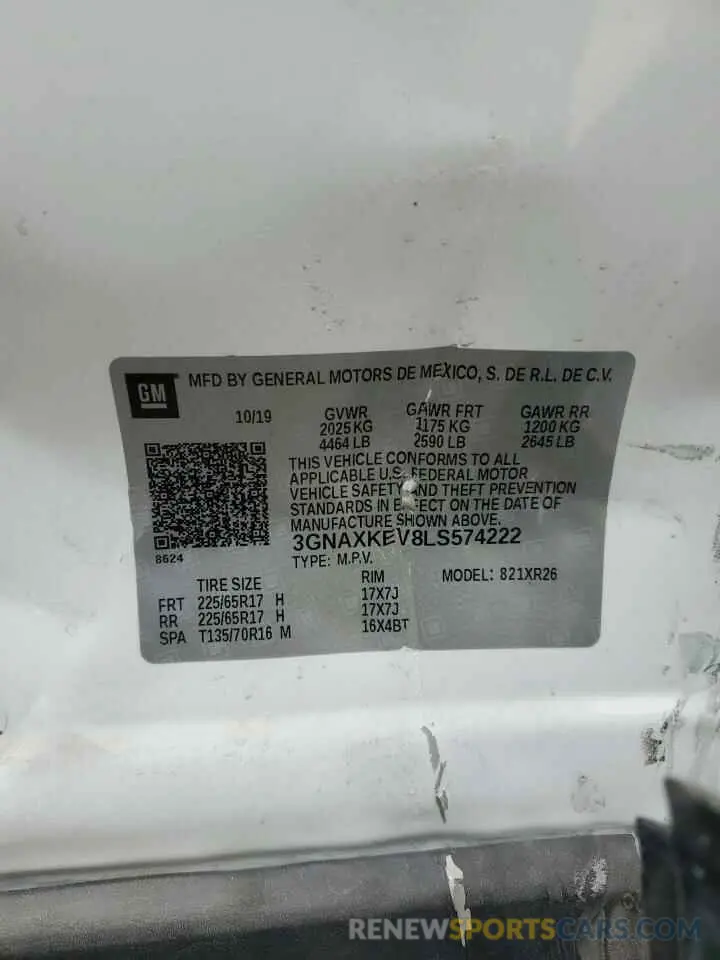 GM MFD BY GENERAL MOTORS DE MEXICO, S. DE R.L. DE C.V.
10/19 GVWR GAWR FRT GAWR RR
2025 KG 1175 KG 1200 KG
4464 LB 2590 LB 2645 LB
THIS VEHICLE CONFORMS TO ALL
APPLICABLE U.S. FEDERAL MOTOR
VEHICLE SAFETY AND THEFT PREVENTION
STANDARDS IN EFFECT ON THE DATE OF
MANUFACTURE SHOWN ABOVE.
3GNAXKEV8LS574222
8624 TYPE: M.P.V.
TIRE SIZE RIM MODEL: 821XR26
FRT 225/65R17 H 17X7J
RR 225/65R17 H 17X7J
SPA T135/70R16 M 16X4BT
RENEWSPORTSCAR.COM